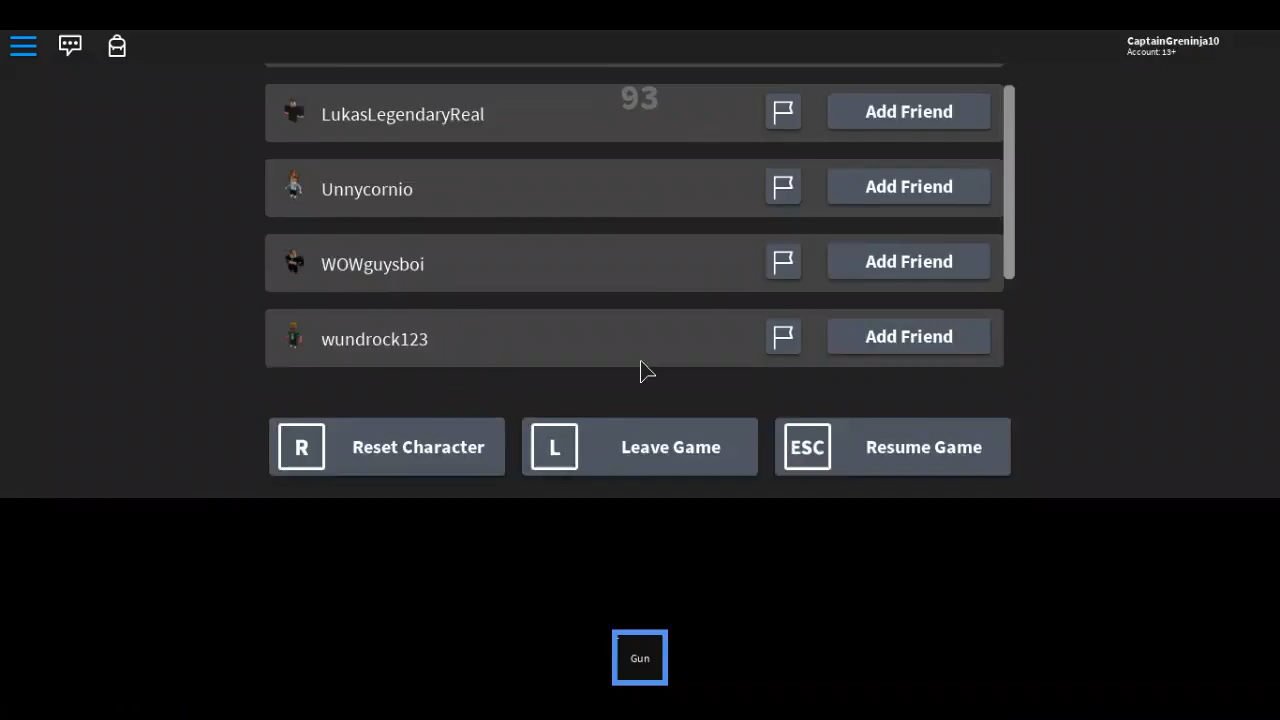 CaptainGreninja10
Account: 13+
93
LukasLegendaryReal Add Friend
Unnycornio Add Friend
WOWguysboi Add Friend
wundrock123 Add Friend
R Reset Character L Leave Game ESC Resume Game
Gun